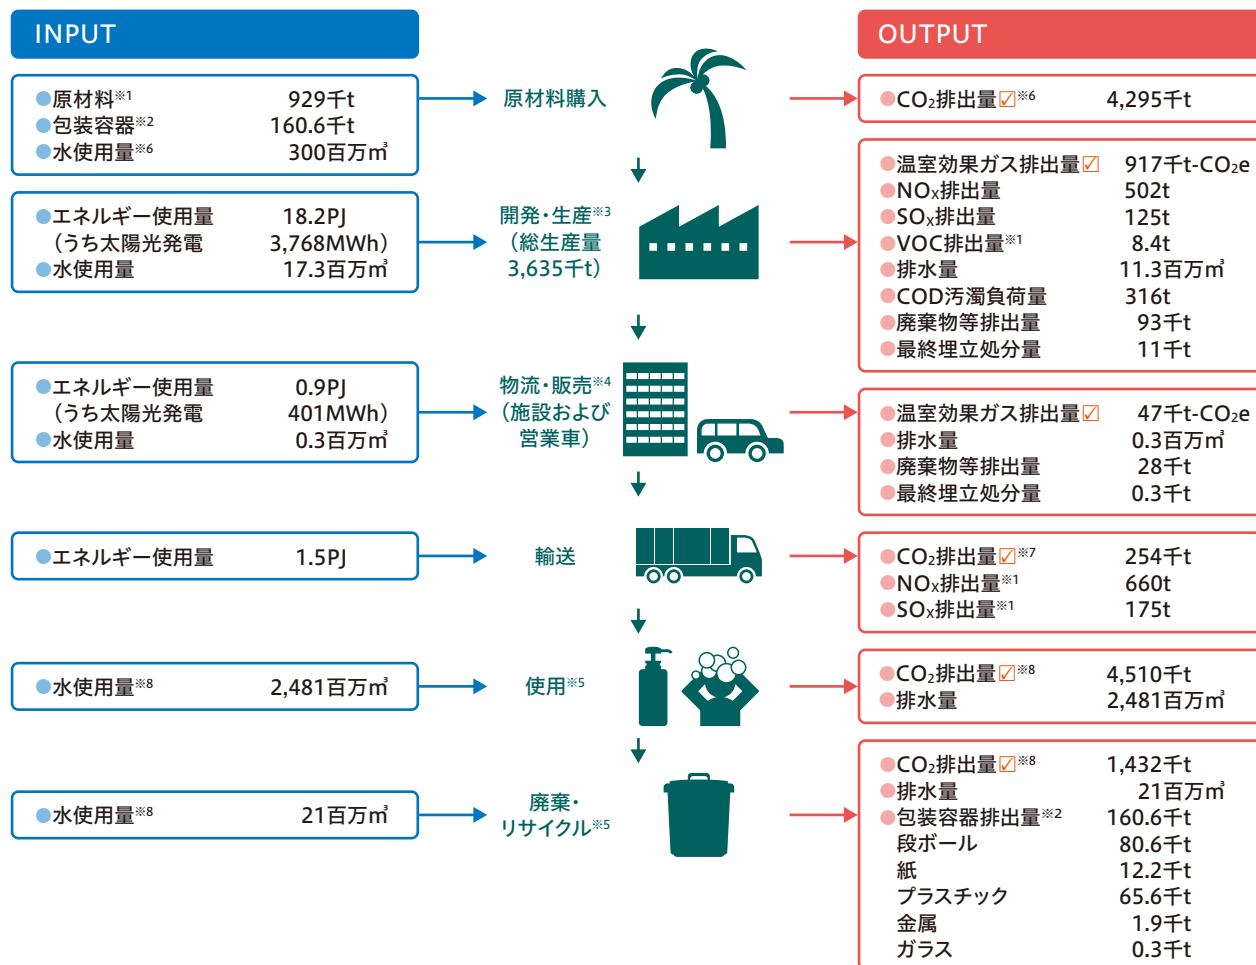 INPUT
OUTPUT
●原材料※1 929千t
●包装容器※2 160.6千t
●水使用量※6 300百万㎥
原材料購入
●CO₂排出量☑※6 4,295千t
●エネルギー使用量 18.2PJ
(うち太陽光発電 3,768MWh)
●水使用量 17.3百万㎥
開発・生産※3
(総生産量
3,635千t)
●温室効果ガス排出量☑ 917千t-CO₂e
●NOx排出量 502t
●SOx排出量 125t
●VOC排出量※1 8.4t
●排水量 11.3百万㎥
●COD汚濁負荷量 316t
●廃棄物等排出量 93千t
●最終埋立処分量 11千t
●エネルギー使用量 0.9PJ
(うち太陽光発電 401MWh)
●水使用量 0.3百万㎥
物流・販売※4
(施設および
営業車)
●温室効果ガス排出量☑ 47千t-CO₂e
●排水量 0.3百万㎥
●廃棄物等排出量 28千t
●最終埋立処分量 0.3千t
●エネルギー使用量 1.5PJ
輸送
●CO₂排出量☑※7 254千t
●NOx排出量※1 660t
●SOx排出量※1 175t
●水使用量※8 2,481百万㎥
使用※5
●CO₂排出量☑※8 4,510千t
●排水量 2,481百万㎥
●水使用量※8 21百万㎥
廃棄・
リサイクル※5
●CO₂排出量☑※8 1,432千t
●排水量 21百万㎥
●包装容器排出量※2 160.6千t
段ボール 80.6千t
紙 12.2千t
プラスチック 65.6千t
金属 1.9千t
ガラス 0.3千t